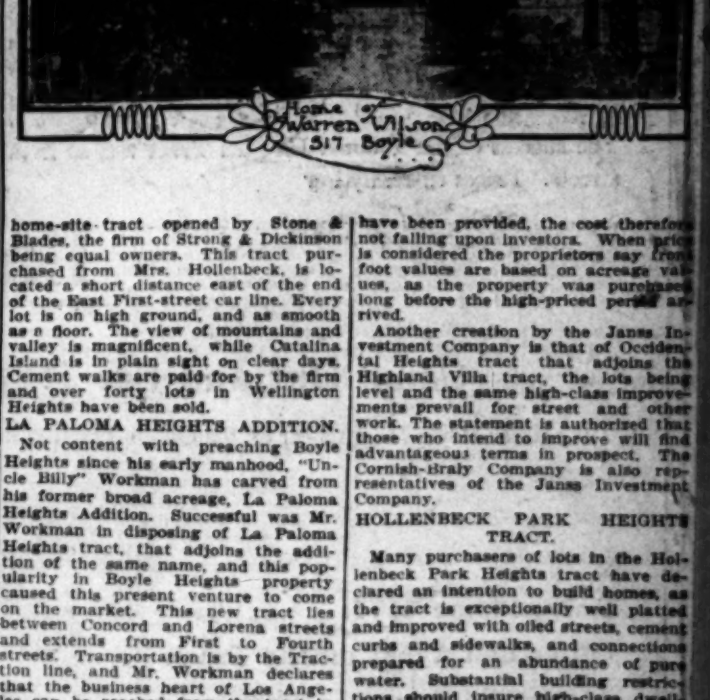 Home of
Warren Wilson
517 Boyle
home-site tract opened by Stone &
Blades, the firm of Strong & Dickinson
being equal owners. This tract pur-
chased from Mrs. Hollenbeck, is lo-
cated a short distance east of the end
of the East First-street car line. Every
lot is on high ground, and as smooth
as a floor. The view of mountains and
valley is magnificent, while Catalina
Island is in plain sight on clear days.
Cement walks are paid for by the firm
and over forty lots in Wellington
Heights have been sold.
LA PALOMA HEIGHTS ADDITION.
Not content with preaching Boyle
Heights since his early manhood, "Un-
cle Billy" Workman has carved from
his former broad acreage, La Paloma
Heights Addition. Successful was Mr.
Workman in disposing of La Paloma
Heights tract, that adjoins the addi-
tion of the same name, and this pop-
ularity in Boyle Heights property
caused this present venture to come
on the market. This new tract lies
between Concord and Lorena streets
and extends from First to Fourth
streets. Transportation is by the Trac-
tion line, and Mr. Workman declares
that the business heart of Los Ange-
have been provided, the cost therefor
not falling upon investors. When price
is considered the proprietors say front
foot values are based on acreage val-
ues, as the property was purchased
long before the high-priced period ar-
rived.
Another creation by the Janss In-
vestment Company is that of Occiden-
tal Heights tract that adjoins the
Highland Villa tract, the lots being
level and the same high-class improve-
ments prevail for street and other
work. The statement is authorized that
those who intend to improve will find
advantageous terms in prospect. The
Cornish-Braly Company is also rep-
resentatives of the Janss Investment
Company.
HOLLENBECK PARK HEIGHTS
TRACT.
Many purchasers of lots in the Hol-
lenbeck Park Heights tract have de-
clared an intention to build homes, as
the tract is exceptionally well platted
and improved with oiled streets, cement
curbs and sidewalks, and connections
prepared for an abundance of pure
water. Substantial building restric-
tions should insure high-class